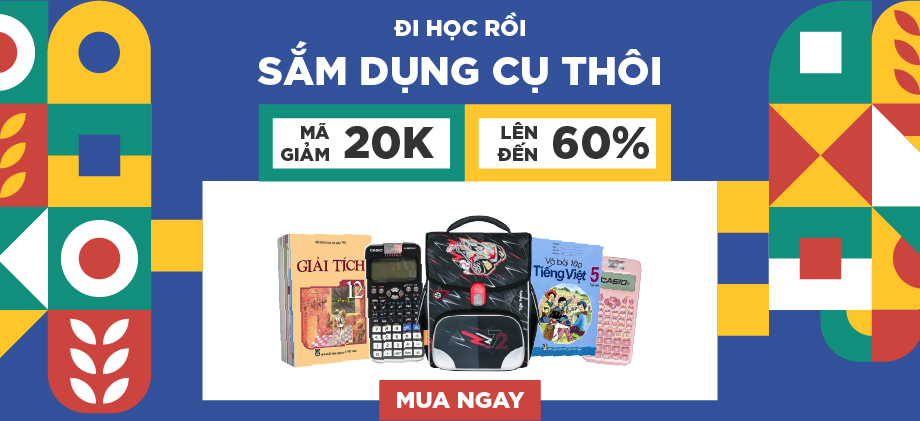 ĐI HỌC RỒI
SẮM DỤNG CỤ THÔI
MÃ
GIẢM
20K
LÊN
ĐẾN
60%
GIẢI TÍCH
12
CASIO
Vở bài tập
Tiếng Việt 5
CASIO
MUA NGAY